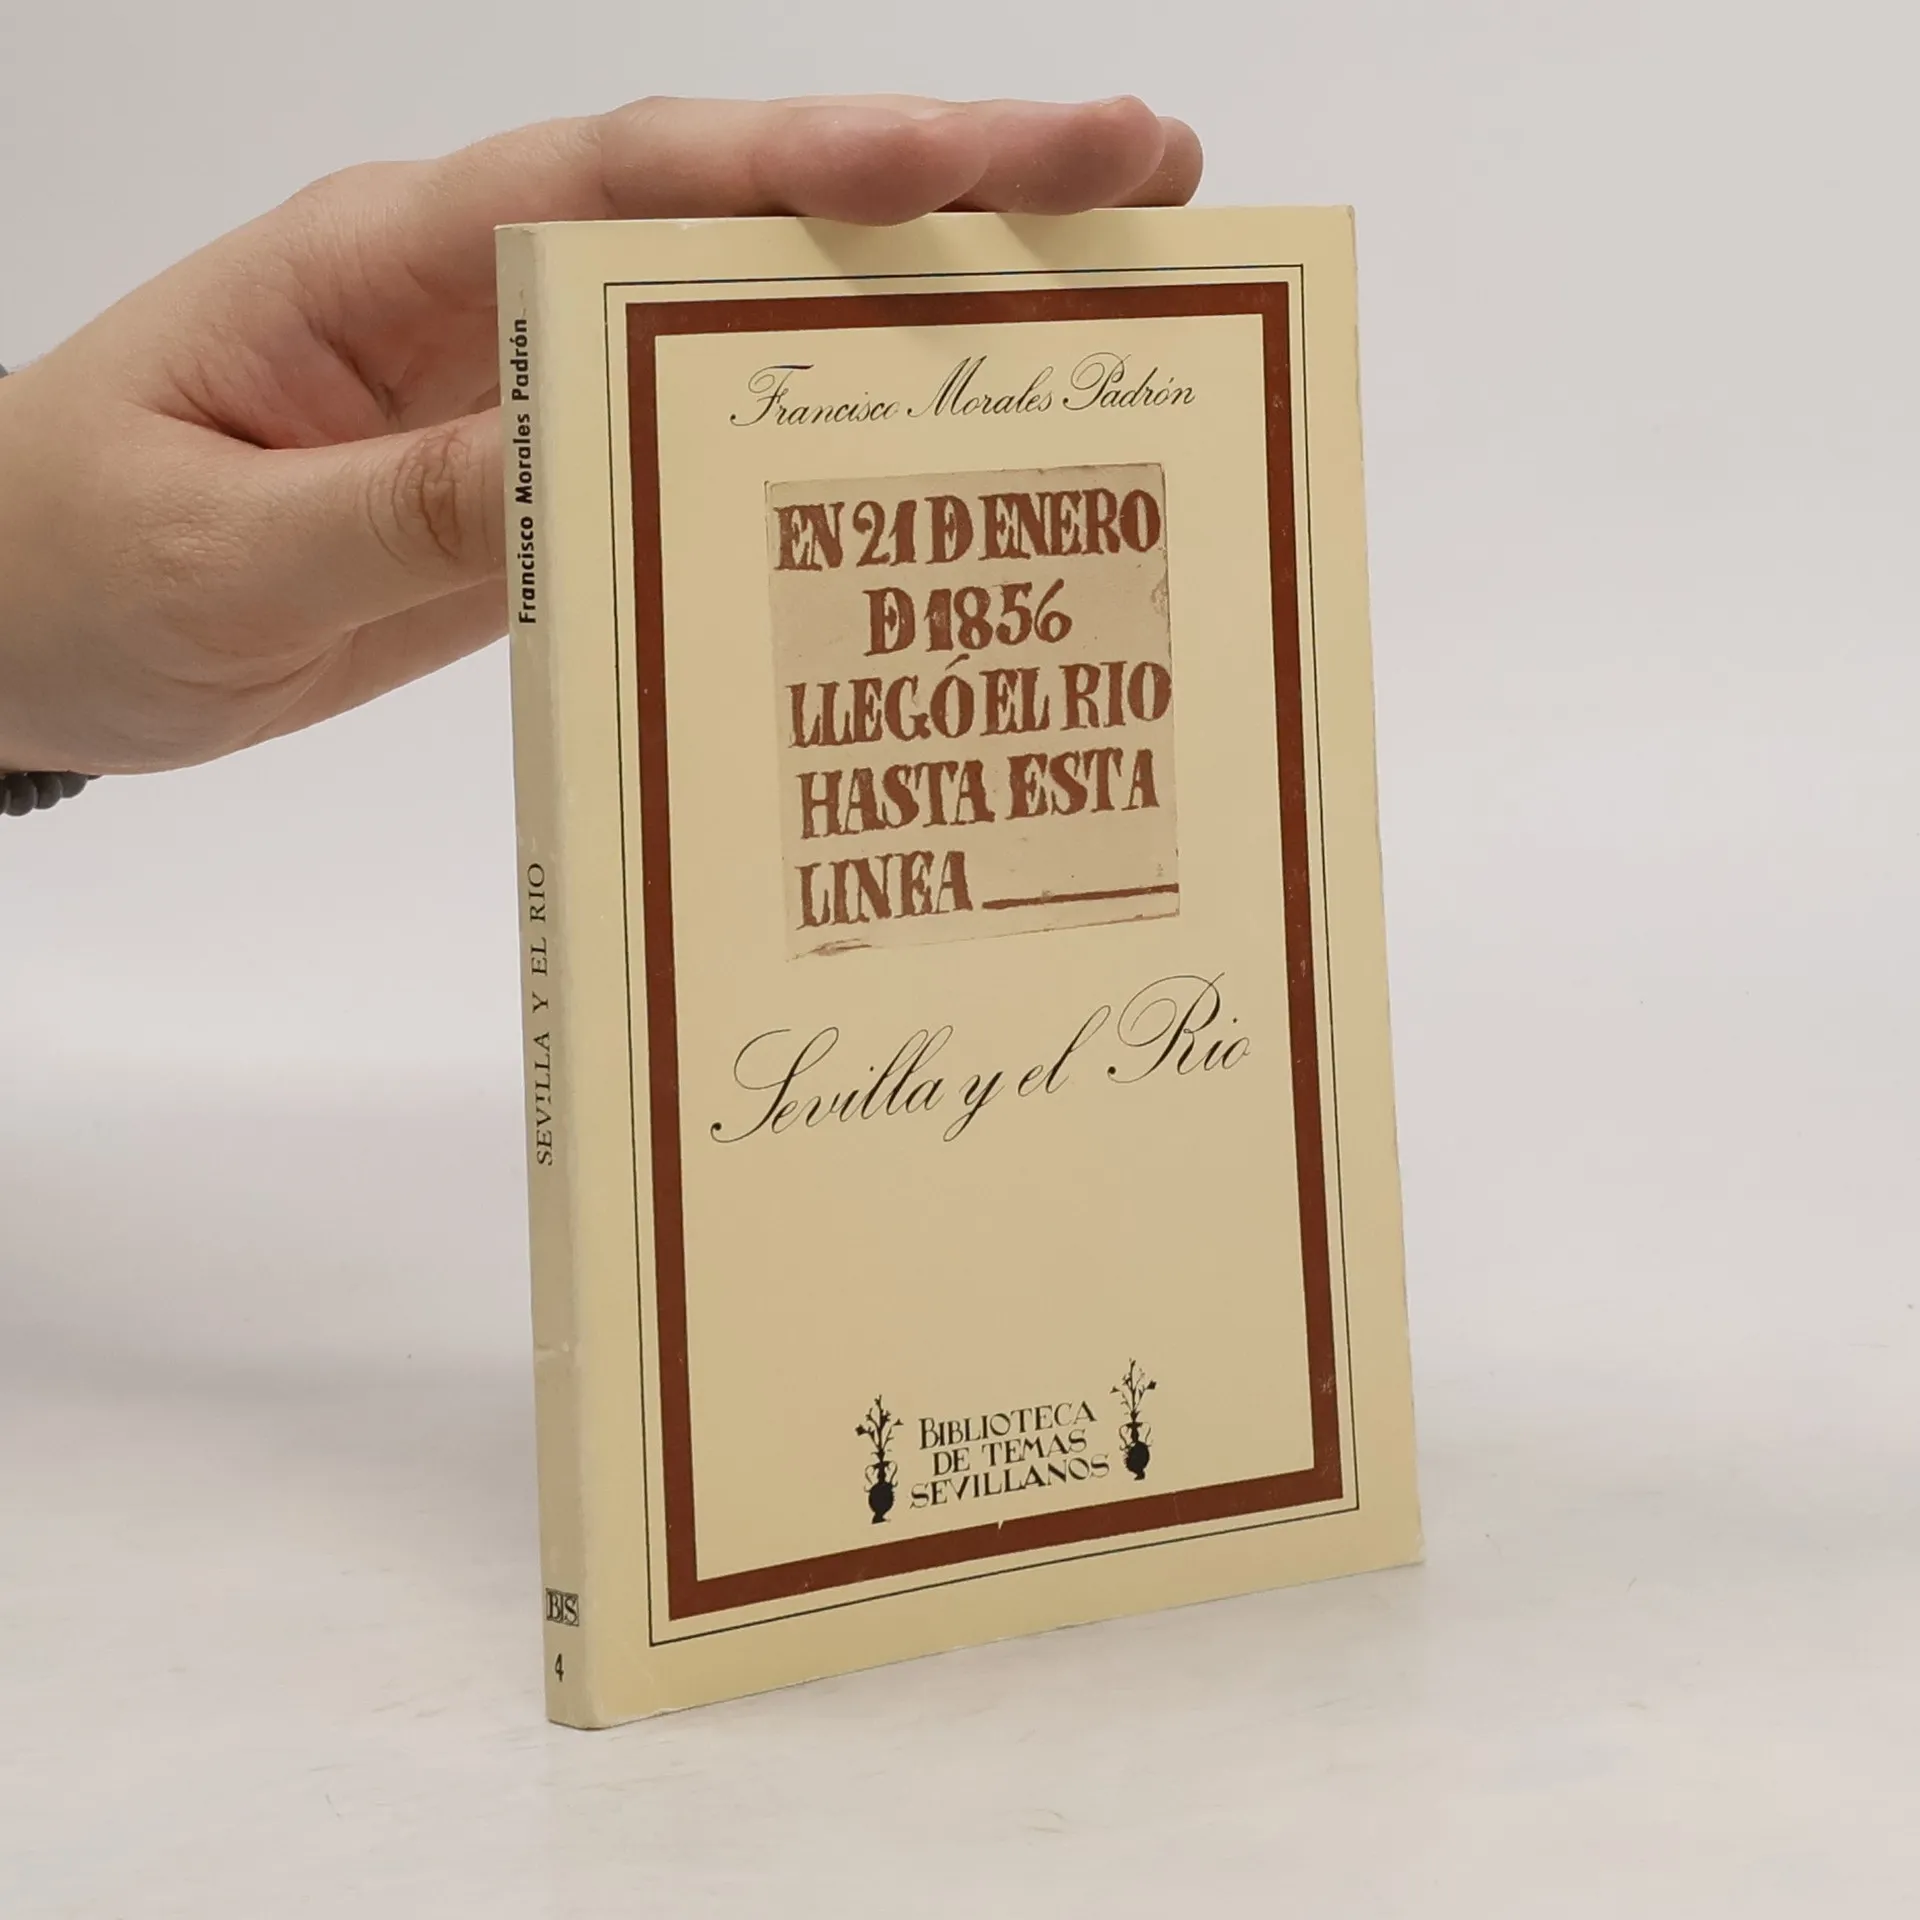 Francisco Morales Padrón
EN 21 D ENERO
D 1856
LLEGÓ EL RIO
HASTA ESTA
LINEA
Sevilla y el Rio
BIBLIOTECA
DE TEMAS
SEVILLANOS
Francisco Morales Padrón
SEVILLA Y EL RIO
BTS
4